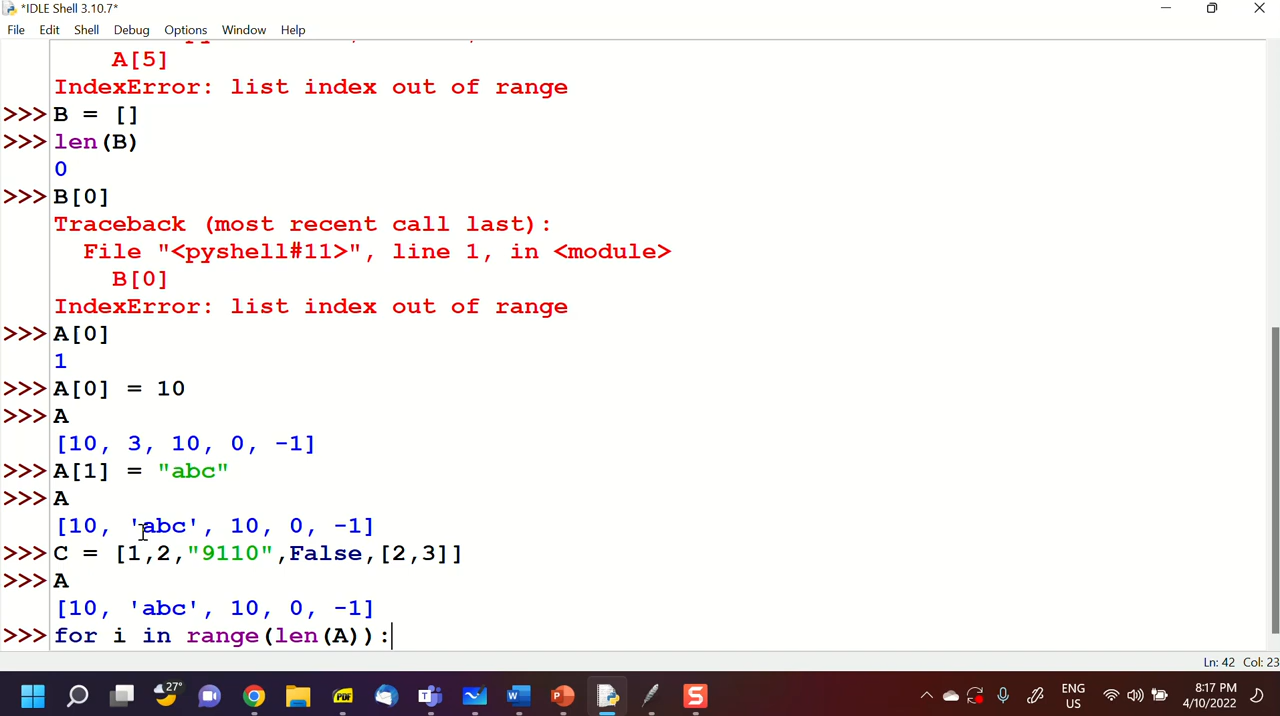 *IDLE Shell 3.10.7*
File Edit Shell Debug Options Window Help
A[5]
IndexError: list index out of range
>>> B = []
>>> len(B)
0
>>> B[0]
Traceback (most recent call last):
File "<pyshell#11>", line 1, in <module>
B[0]
IndexError: list index out of range
>>> A[0]
1
>>> A[0] = 10
>>> A
[10, 3, 10, 0, -1]
>>> A[1] = "abc"
>>> A
[10, 'abc', 10, 0, -1]
>>> C = [1,2,"9110",False,[2,3]]
>>> A
[10, 'abc', 10, 0, -1]
>>> for i in range(len(A)):
Ln: 42 Col: 23
27°
PDF
ENG
US
8:17 PM
4/10/2022